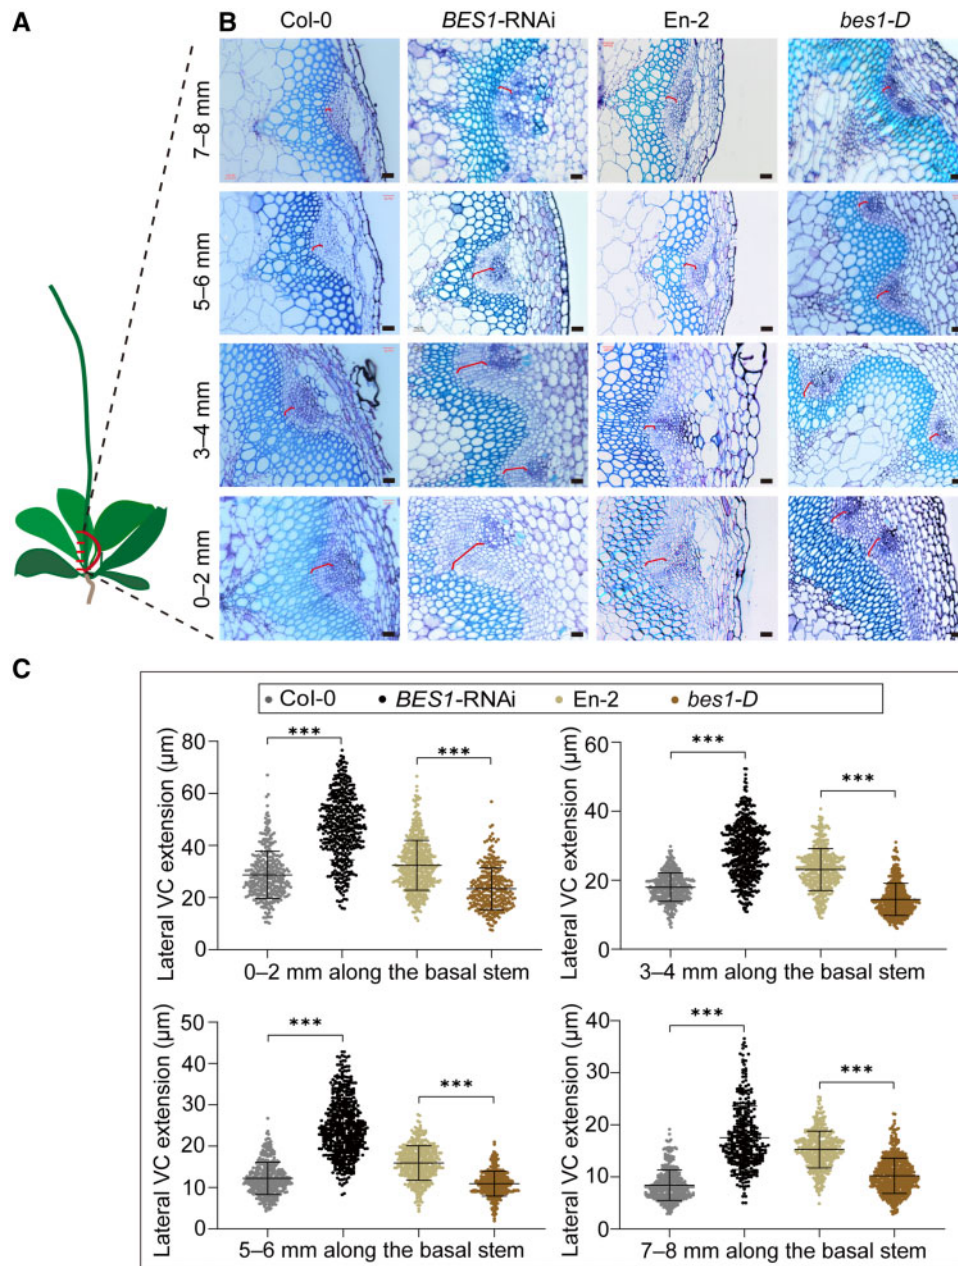 A
B
Col-0 BES1-RNAi En-2 bes1-D
7–8 mm
5–6 mm
3–4 mm
0–2 mm
C
Col-0 BES1-RNAi En-2 bes1-D
Lateral VC extension (µm)
80
60
40
20
0
***
***
0–2 mm along the basal stem
Lateral VC extension (µm)
60
40
20
0
***
***
3–4 mm along the basal stem
Lateral VC extension (µm)
50
40
30
20
10
0
***
***
5–6 mm along the basal stem
Lateral VC extension (µm)
40
30
20
10
0
***
***
7–8 mm along the basal stem